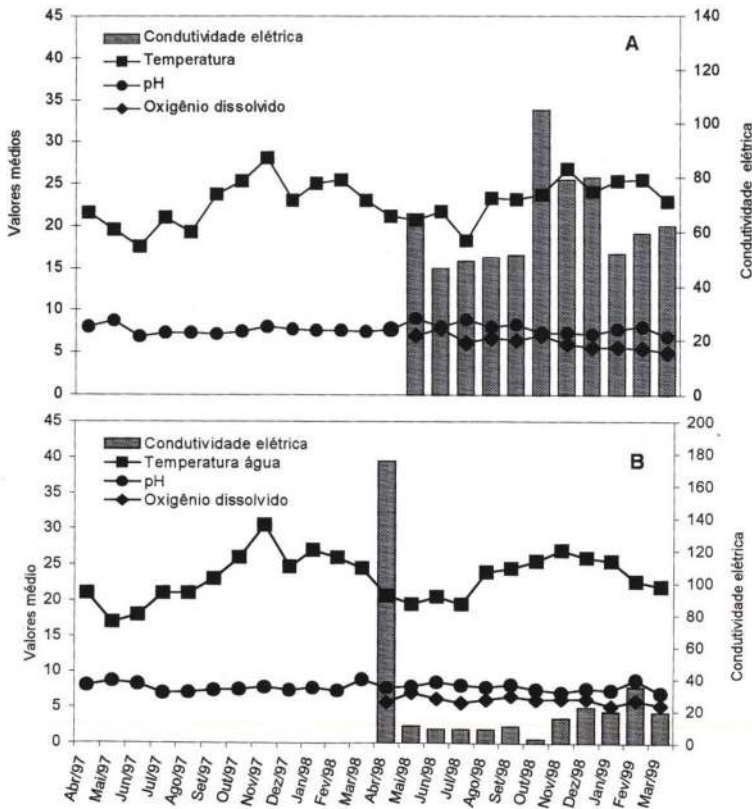 45
40
35
30
25
20
15
10
5
0
Valores médios
Condutividade elétrica
Temperatura
pH
Oxigênio dissolvido
A
140
120
100
80
60
40
20
0
Condutividade elétrica
45
40
35
30
25
20
15
10
5
0
Valores médio
Condutividade elétrica
Temperatura água
pH
Oxigênio dissolvido
B
200
180
160
140
120
100
80
60
40
20
0
Condutividade elétrica
Abr/97
Mai/97
Jun/97
Jul/97
Ago/97
Set/97
Out/97
Nov/97
Dez/97
Jan/98
Fev/98
Mar/98
Abr/98
Mai/98
Jun/98
Jul/98
Ago/98
Set/98
Out/98
Nov/98
Dez/98
Jan/99
Fev/99
Mar/99